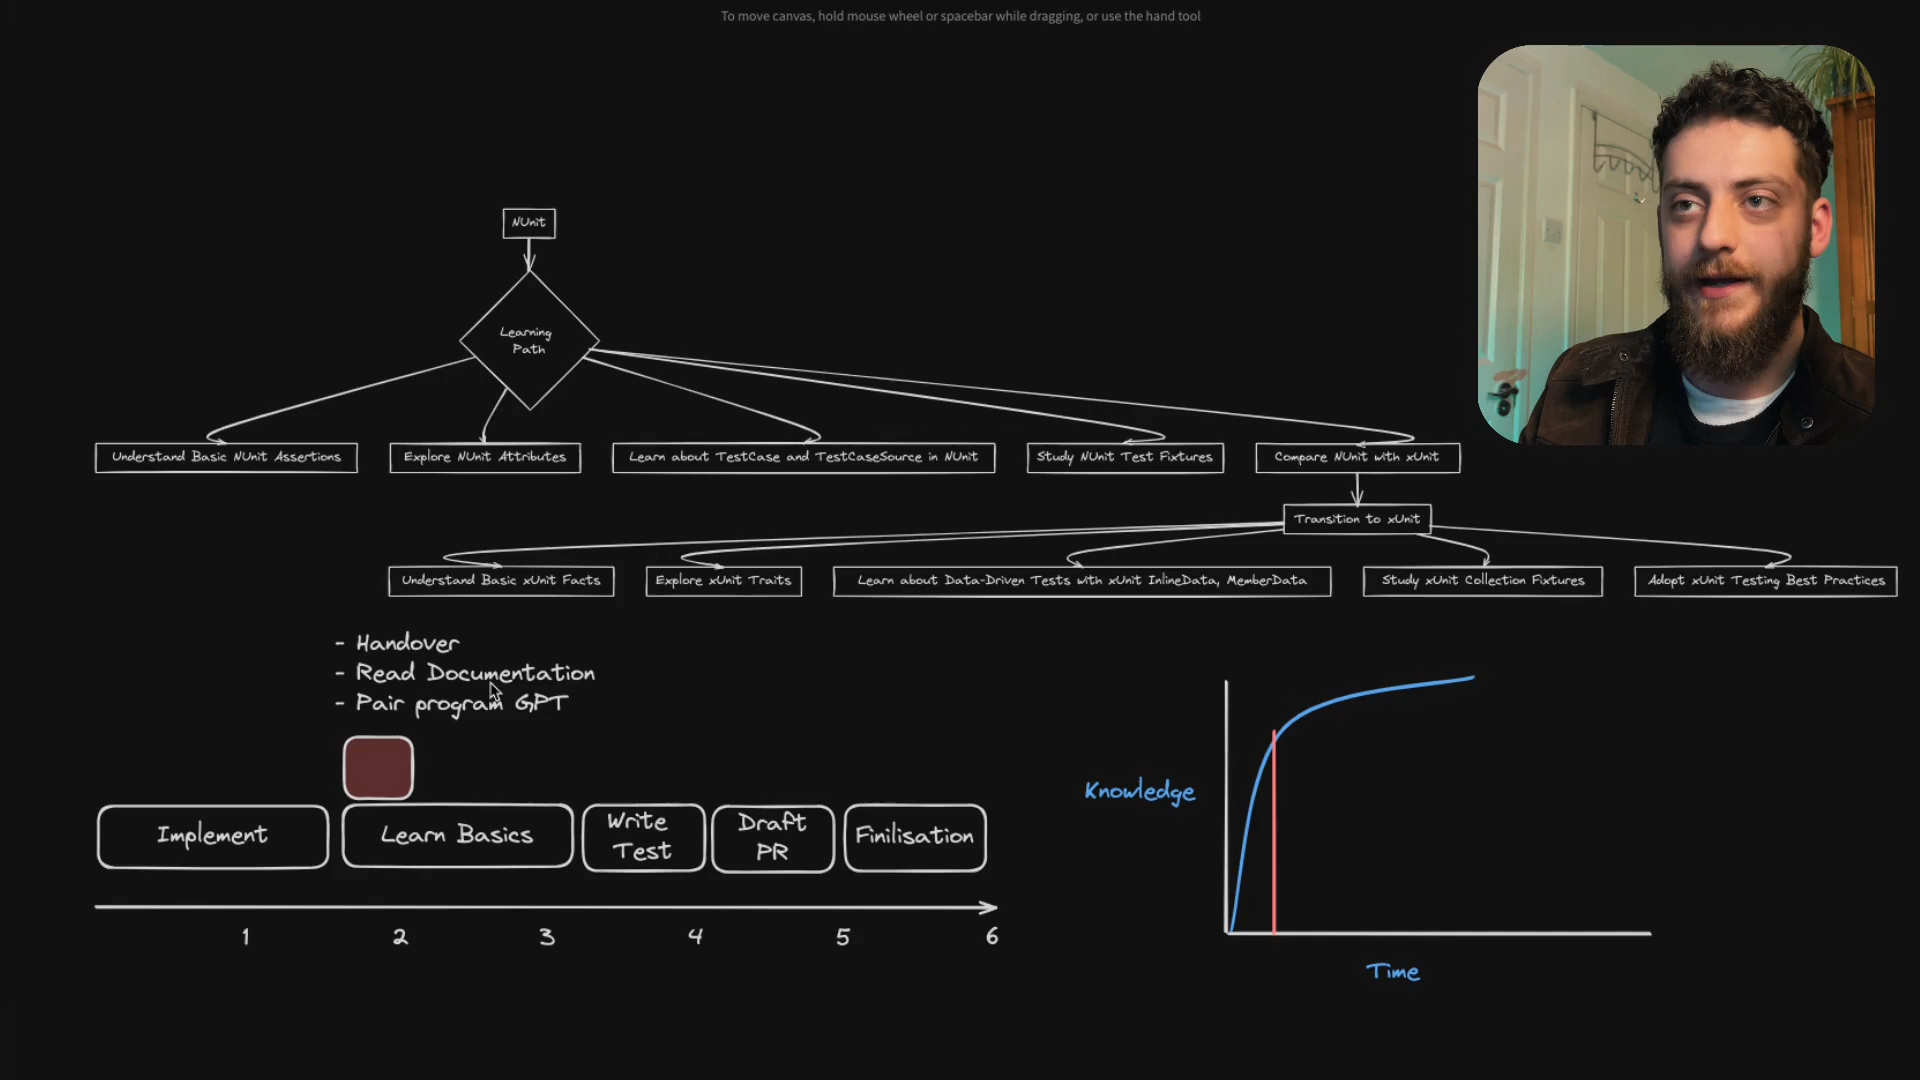 To move canvas, hold mouse wheel or spacebar while dragging, or use the hand tool
NUnit
Learning
Path
Understand Basic NUnit Assertions
Explore NUnit Attributes
Learn about TestCase and TestCaseSource in NUnit
Study NUnit Test Fixtures
Compare NUnit with xUnit
Transition to xUnit
Understand Basic xUnit Facts
Explore xUnit Traits
Learn about Data-Driven Tests with xUnit InlineData, MemberData
Study xUnit Collection Fixtures
Adopt xUnit Testing Best Practices
- Handover
- Read Documentation
- Pair program GPT
Implement
Learn Basics
Write
Test
Draft
PR
Finilisation
1 2 3 4 5 6
Knowledge
Time